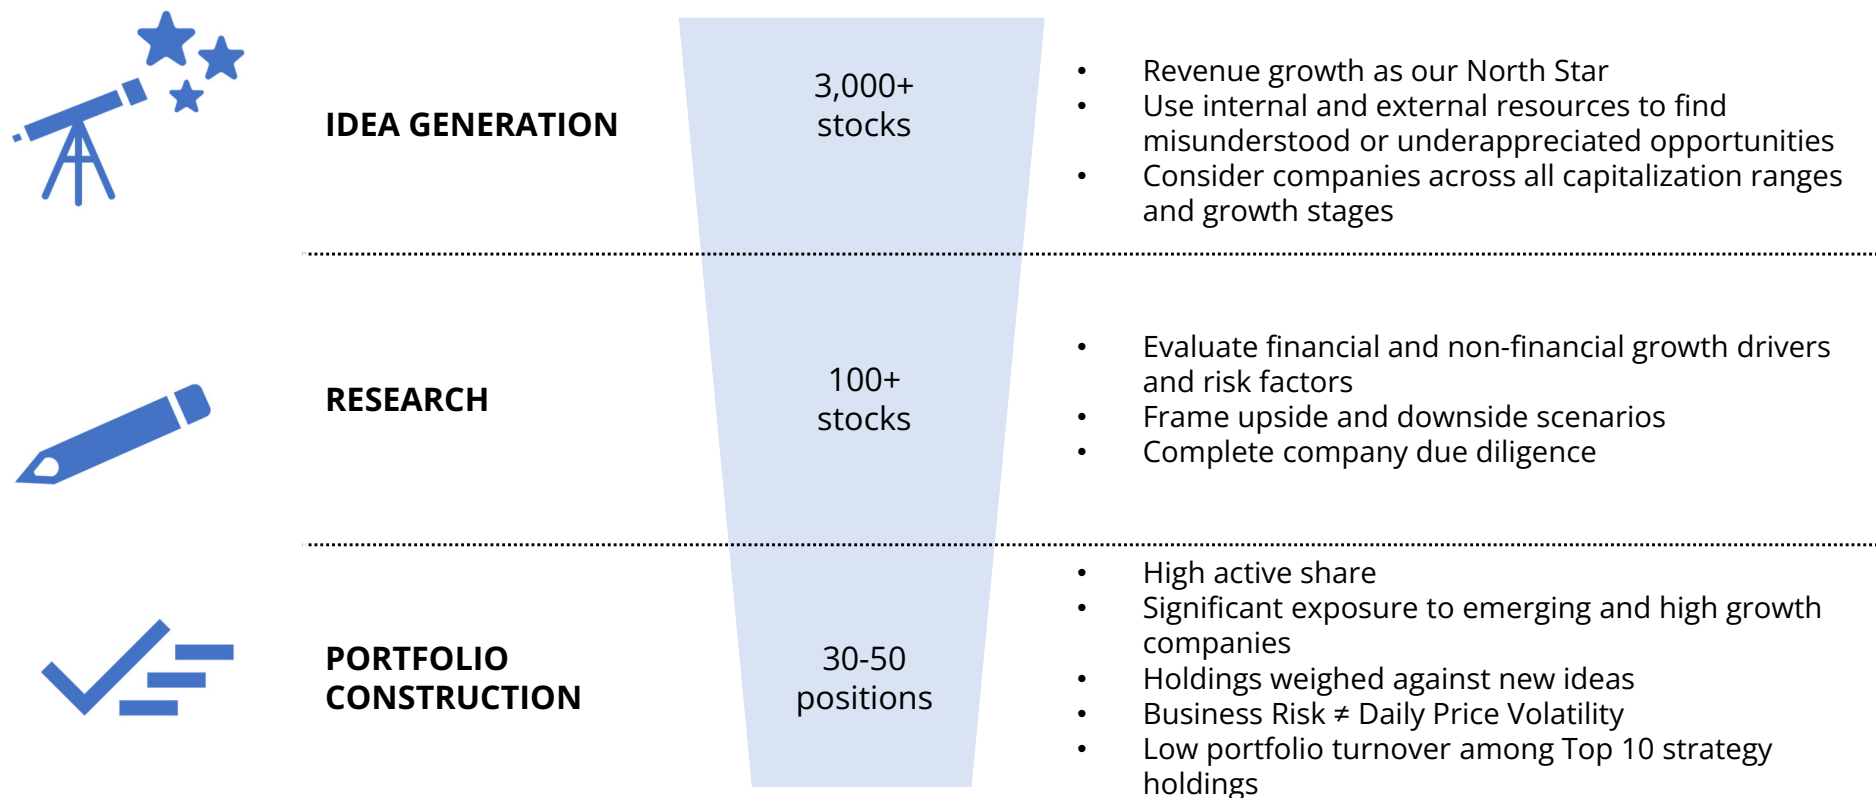 IDEA GENERATION
3,000+
stocks
• Revenue growth as our North Star
• Use internal and external resources to find
misunderstood or underappreciated opportunities
• Consider companies across all capitalization ranges
and growth stages
RESEARCH
100+
stocks
• Evaluate financial and non-financial growth drivers
and risk factors
• Frame upside and downside scenarios
• Complete company due diligence
PORTFOLIO
CONSTRUCTION
30-50
positions
• High active share
• Significant exposure to emerging and high growth
companies
• Holdings weighed against new ideas
• Business Risk ≠ Daily Price Volatility
• Low portfolio turnover among Top 10 strategy
holdings